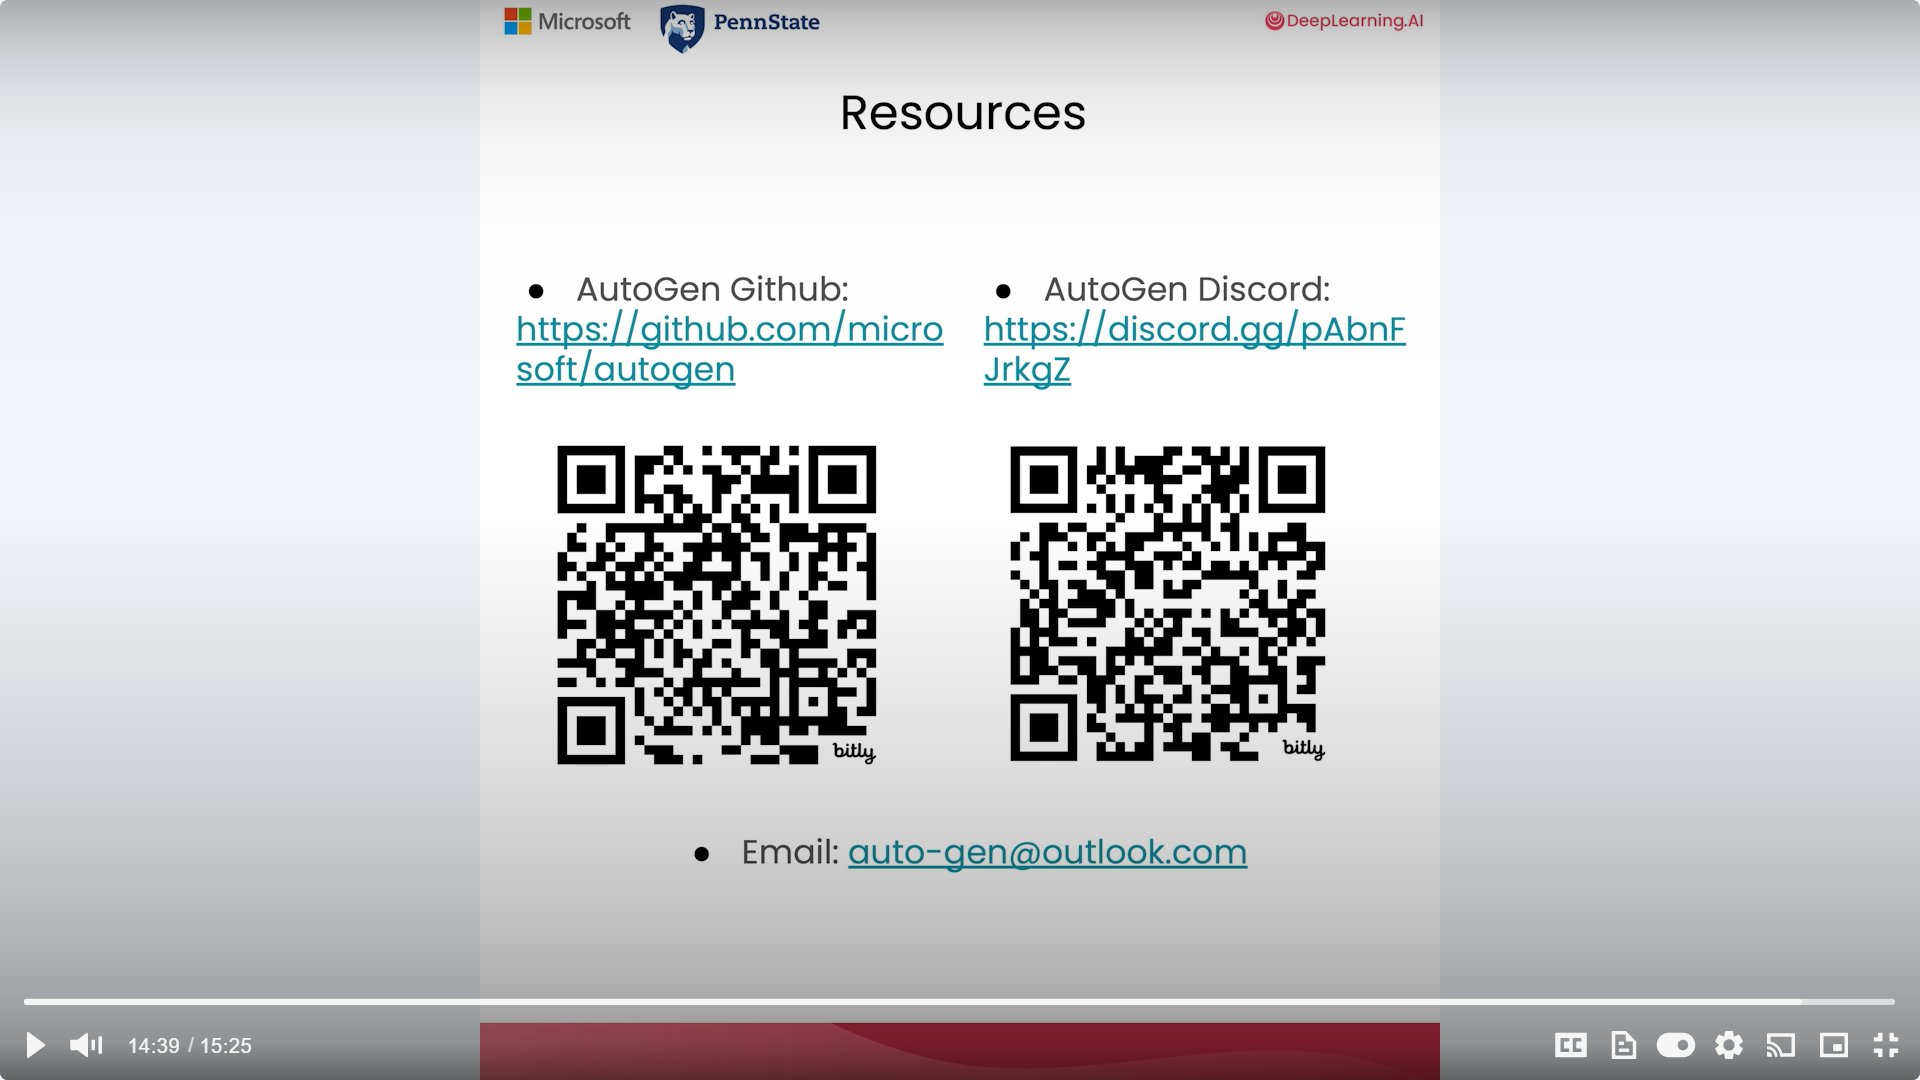 Microsoft
PennState
DeepLearning.AI
Resources
● AutoGen Github:
https://github.com/micro
soft/autogen
● AutoGen Discord:
https://discord.gg/pAbnF
JrkgZ
bitly
bitly
● Email: auto-gen@outlook.com
14:39 / 15:25
CC